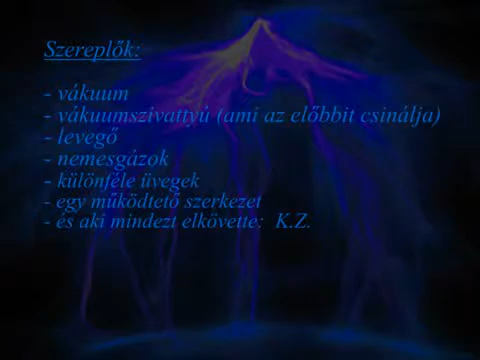 Szereplők:
- vákuum
- vákuumszivattyú (ami az előbbit csinálja)
- levegő
- nemesgázok
- különféle üvegek
- egy működtető szerkezet
- és aki mindezt elkövette: K.Z.